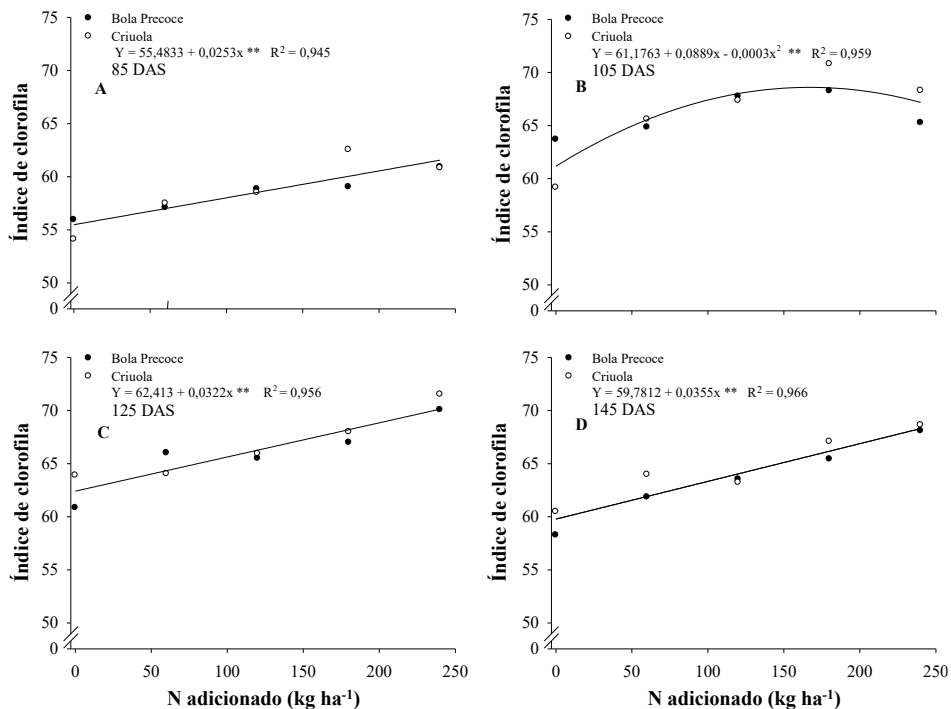 Bola Precoce
Criuola
Y = 55,4833 + 0,0253x ** R² = 0,945
85 DAS
A
Índice de clorofila
75
70
65
60
55
50
0
Bola Precoce
Criuola
Y = 61,1763 + 0,0889x - 0,0003x² ** R² = 0,959
105 DAS
B
Índice de clorofila
75
70
65
60
55
50
0
Bola Precoce
Criuola
Y = 62,413 + 0,0322x ** R² = 0,956
125 DAS
C
Índice de clorofila
75
70
65
60
55
50
0
0 50 100 150 200 250
N adicionado (kg ha⁻¹)
Bola Precoce
Criuola
Y = 59,7812 + 0,0355x ** R² = 0,966
145 DAS
D
Índice de clorofila
75
70
65
60
55
50
0
0 50 100 150 200 250
N adicionado (kg ha⁻¹)